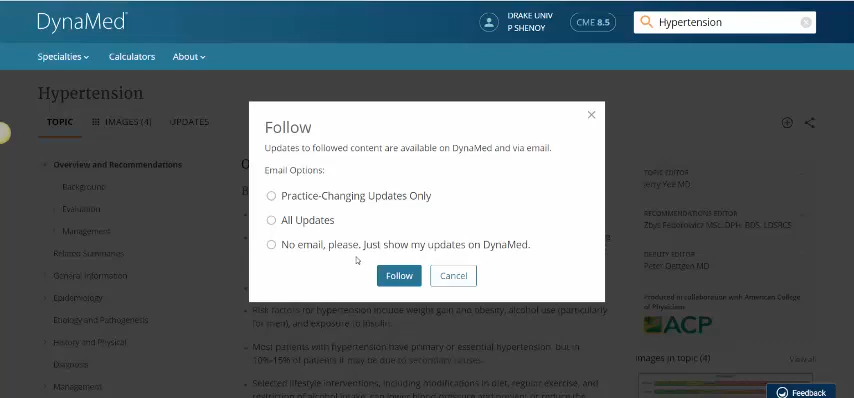 DynaMed
DRAKE UNIV
P SHENOY
CME 8.5
Hypertension
Specialties
Calculators
About
Hypertension
TOPIC
IMAGES (4)
UPDATES
Follow
Updates to followed content are available on DynaMed and via email.
Email Options:
Practice-Changing Updates Only
All Updates
No email, please. Just show my updates on DynaMed.
Follow
Cancel
Overview and Recommendations
Background
Evaluation
Management
Related Summaries
General Information
Epidemiology
Etiology and Pathogenesis
History and Physical
Diagnosis
Management
Risk factors for hypertension include weight gain and obesity, alcohol use (particularly
for men), and exposure to insulin.
Most patients with hypertension have primary or essential hypertension, but in
10%-15% of patients it may be due to secondary causes.
Selected lifestyle interventions, including modifications in diet, regular exercise, and
TOPIC EDITOR
Jerry Yee MD
RECOMMENDATIONS EDITOR
DEPUTY EDITOR
Peter Oettgen MD
Produced in collaboration with American College
of Physicians
ACP
Images in topic (4)
View all
Feedback